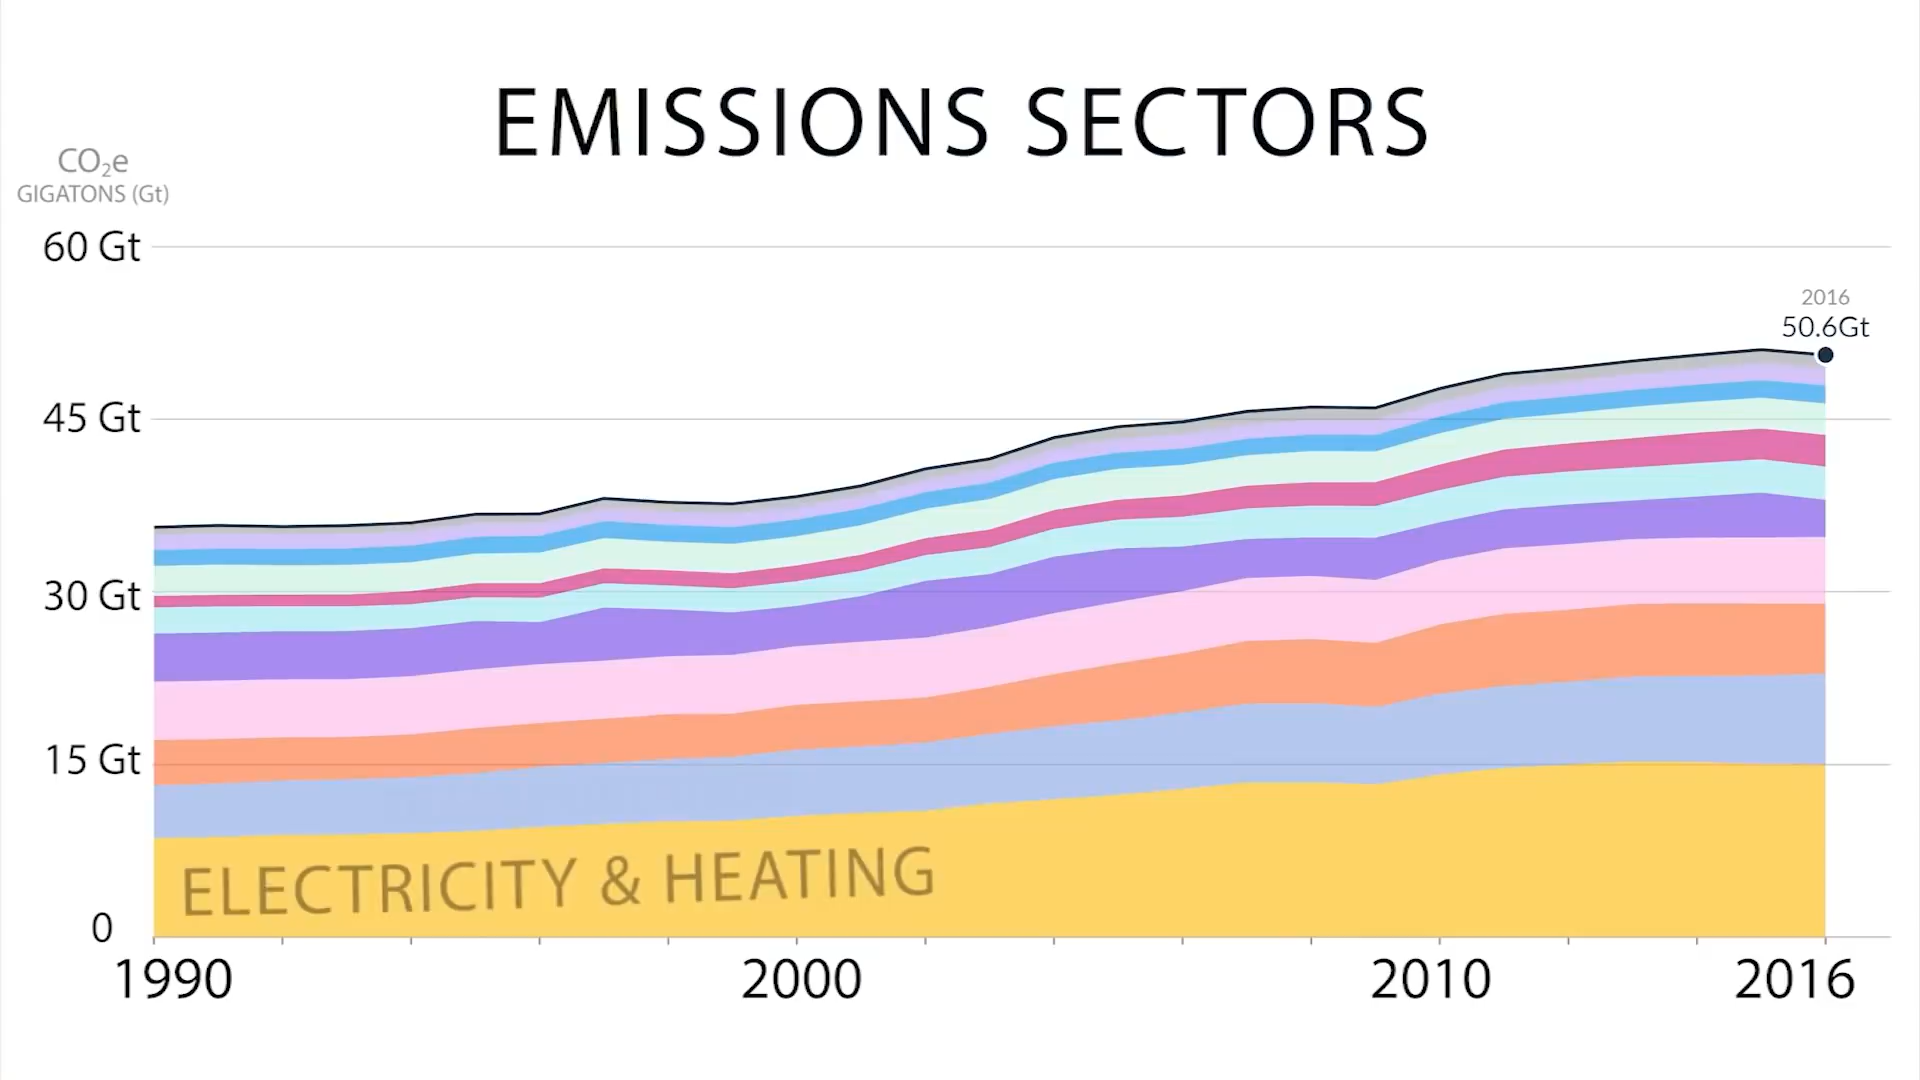 EMISSIONS SECTORS
CO₂e
GIGATONS (Gt)
60 Gt
2016
50.6Gt
45 Gt
30 Gt
15 Gt
ELECTRICITY & HEATING
0
1990 2000 2010 2016